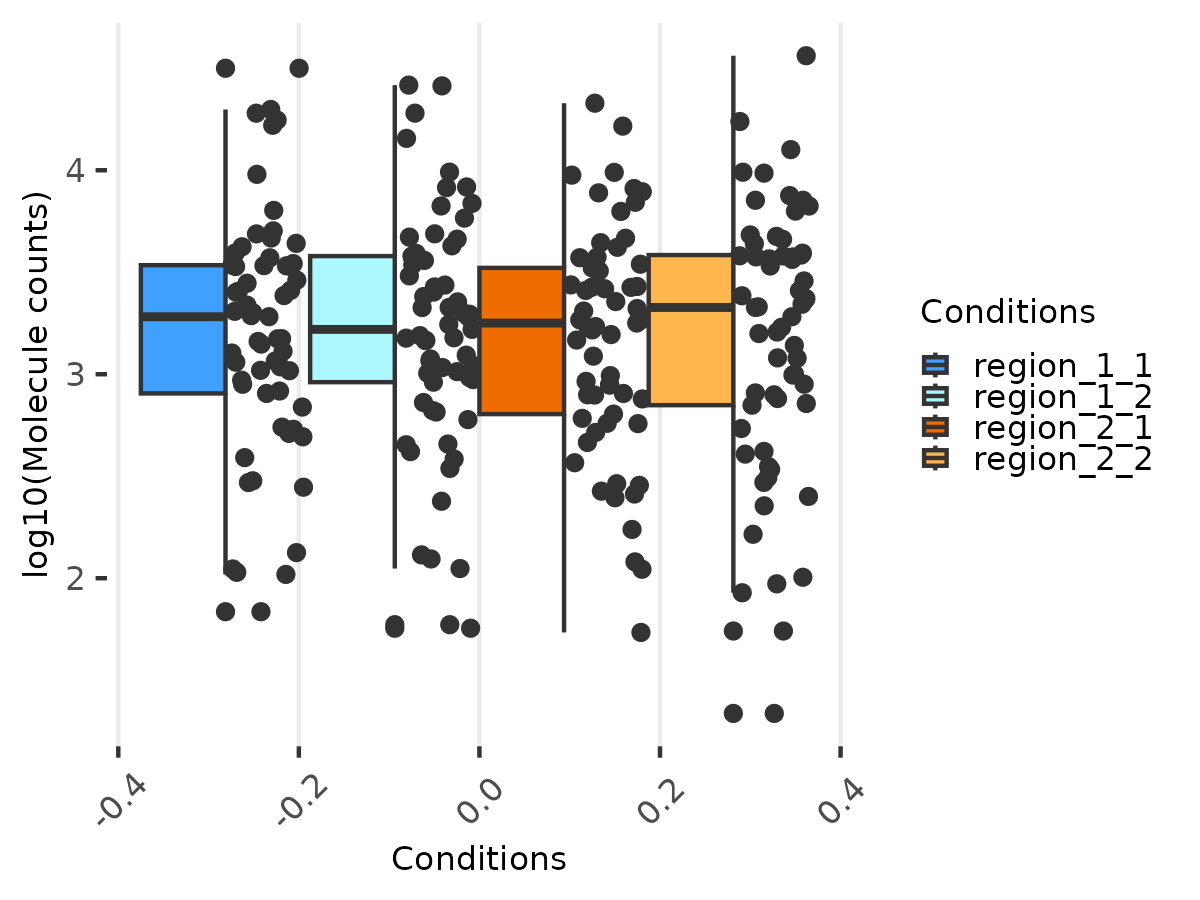 log10(Molecule counts)
4
3
2
-0.4
-0.2
0.0
0.2
0.4
Conditions
Conditions
region_1_1
region_1_2
region_2_1
region_2_2